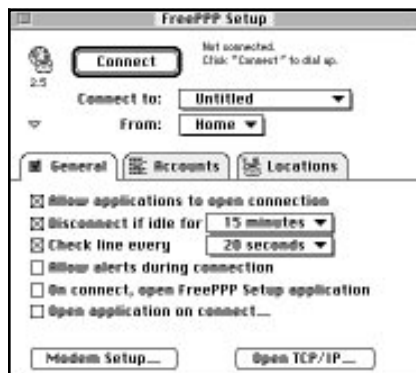 FreePPP Setup
Connect
Not connected.
Click "Connect" to dial up.
2.5
Connect to: Untitled
From: Home
General Accounts Locations
Allow applications to open connection
Disconnect if idle for 15 minutes
Check line every 20 seconds
Allow alerts during connection
On connect, open FreePPP Setup application
Open application on connect...
Modem Setup... Open TCP/IP...